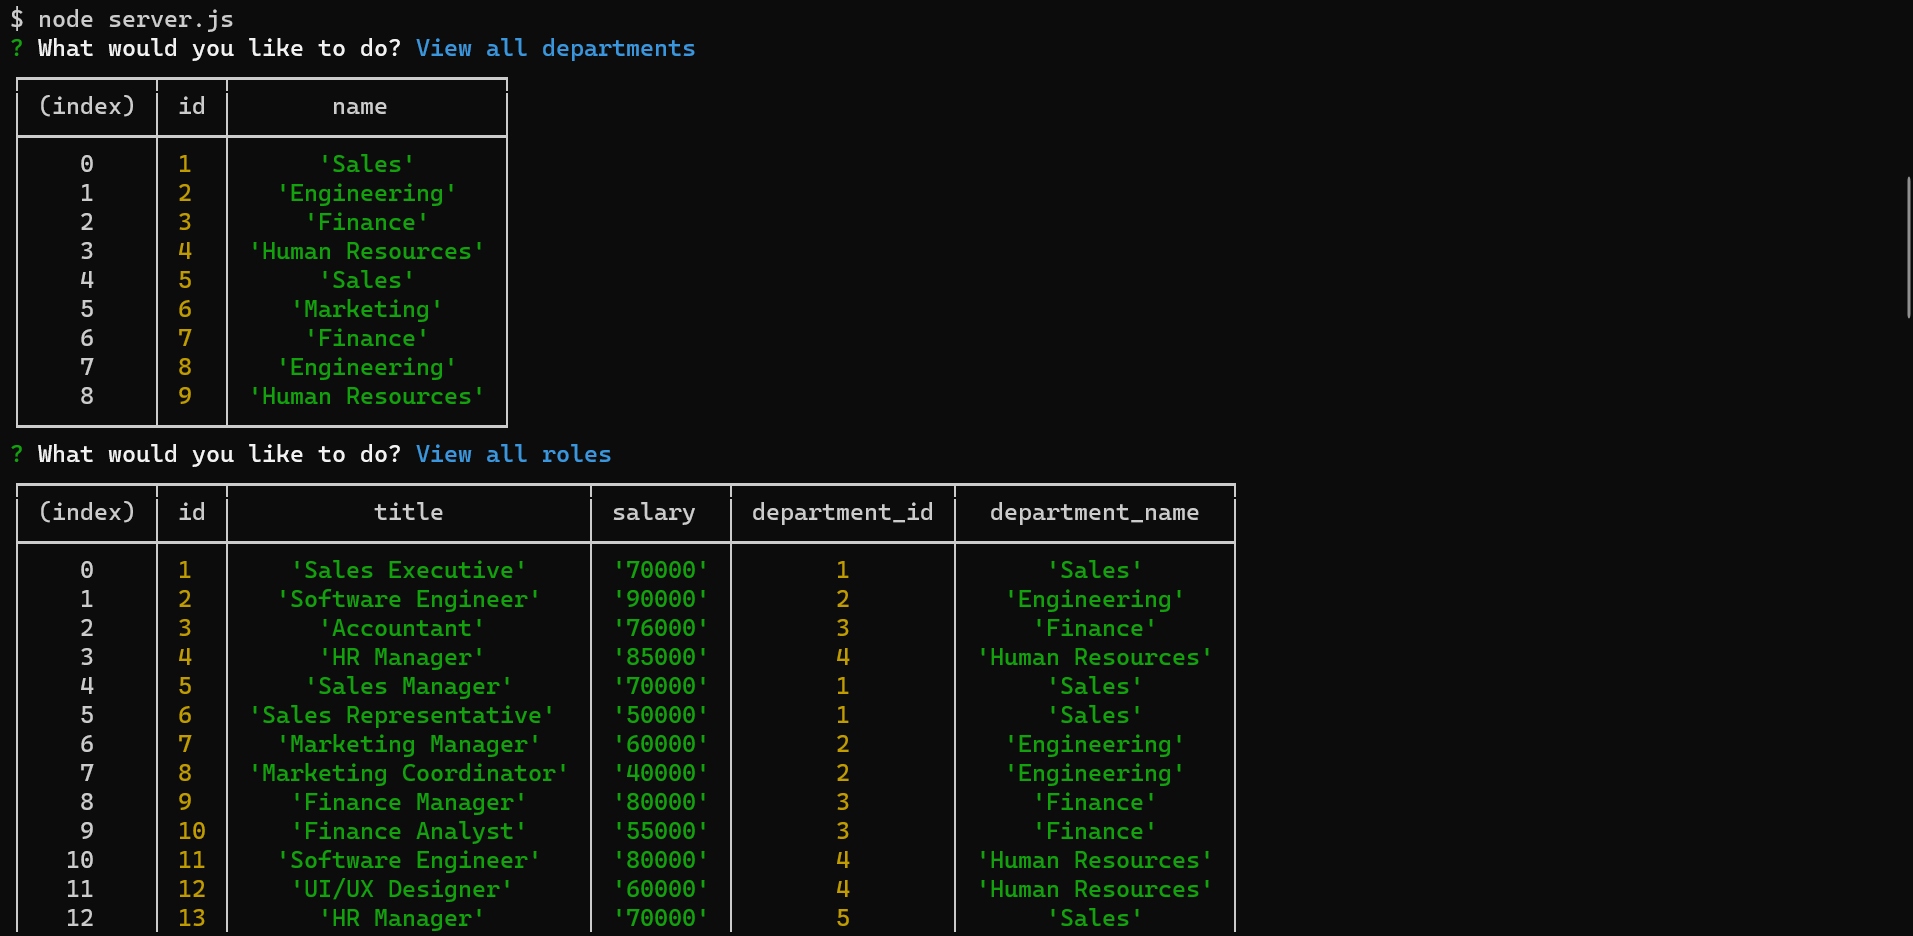 $ node server.js
? What would you like to do? View all departments
(index) id name
0 1 'Sales'
1 2 'Engineering'
2 3 'Finance'
3 4 'Human Resources'
4 5 'Sales'
5 6 'Marketing'
6 7 'Finance'
7 8 'Engineering'
8 9 'Human Resources'
? What would you like to do? View all roles
(index) id title salary department_id department_name
0 1 'Sales Executive' '70000' 1 'Sales'
1 2 'Software Engineer' '90000' 2 'Engineering'
2 3 'Accountant' '76000' 3 'Finance'
3 4 'HR Manager' '85000' 4 'Human Resources'
4 5 'Sales Manager' '70000' 1 'Sales'
5 6 'Sales Representative' '50000' 1 'Sales'
6 7 'Marketing Manager' '60000' 2 'Engineering'
7 8 'Marketing Coordinator' '40000' 2 'Engineering'
8 9 'Finance Manager' '80000' 3 'Finance'
9 10 'Finance Analyst' '55000' 3 'Finance'
10 11 'Software Engineer' '80000' 4 'Human Resources'
11 12 'UI/UX Designer' '60000' 4 'Human Resources'
12 13 'HR Manager' '70000' 5 'Sales'